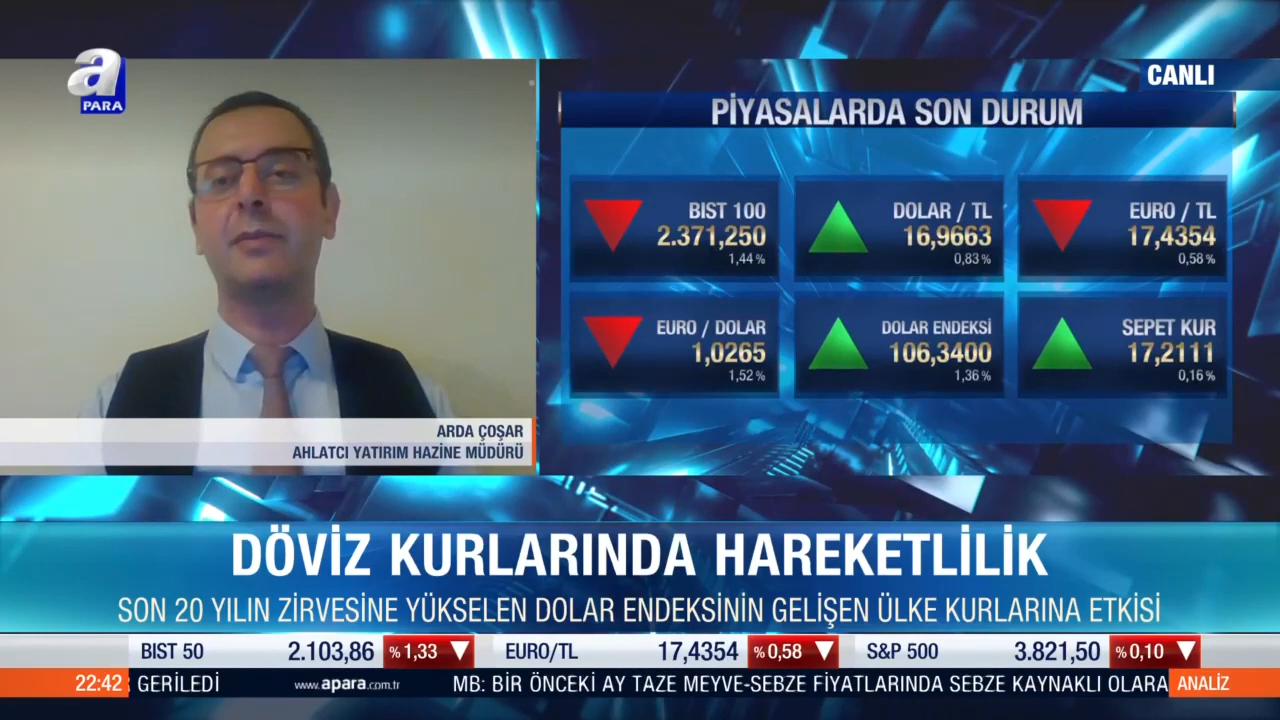 a
PARA
CANLI
PİYASALARDA SON DURUM
BIST 100
2.371,250
1,44 %
DOLAR / TL
16,9663
0,83 %
EURO / TL
17,4354
0,58 %
EURO / DOLAR
1,0265
1,52 %
DOLAR ENDEKSİ
106,3400
1,36 %
SEPET KUR
17,2111
0,16 %
ARDA ÇOŞAR
AHLATCI YATIRIM HAZİNE MÜDÜRÜ
DÖVİZ KURLARINDA HAREKETLİLİK
SON 20 YILIN ZİRVESİNE YÜKSELEN DOLAR ENDEKSİNİN GELİŞEN ÜLKE KURLARINA ETKİSİ
BIST 50 2.103,86 %1,33 EURO/TL 17,4354 %0,58 S&P 500 3.821,50 %0,10
22:42 GERİLEDİ www.apara.com.tr MB: BİR ÖNCEKİ AY TAZE MEYVE-SEBZE FİYATLARINDA SEBZE KAYNAKLI OLARA ANALİZ